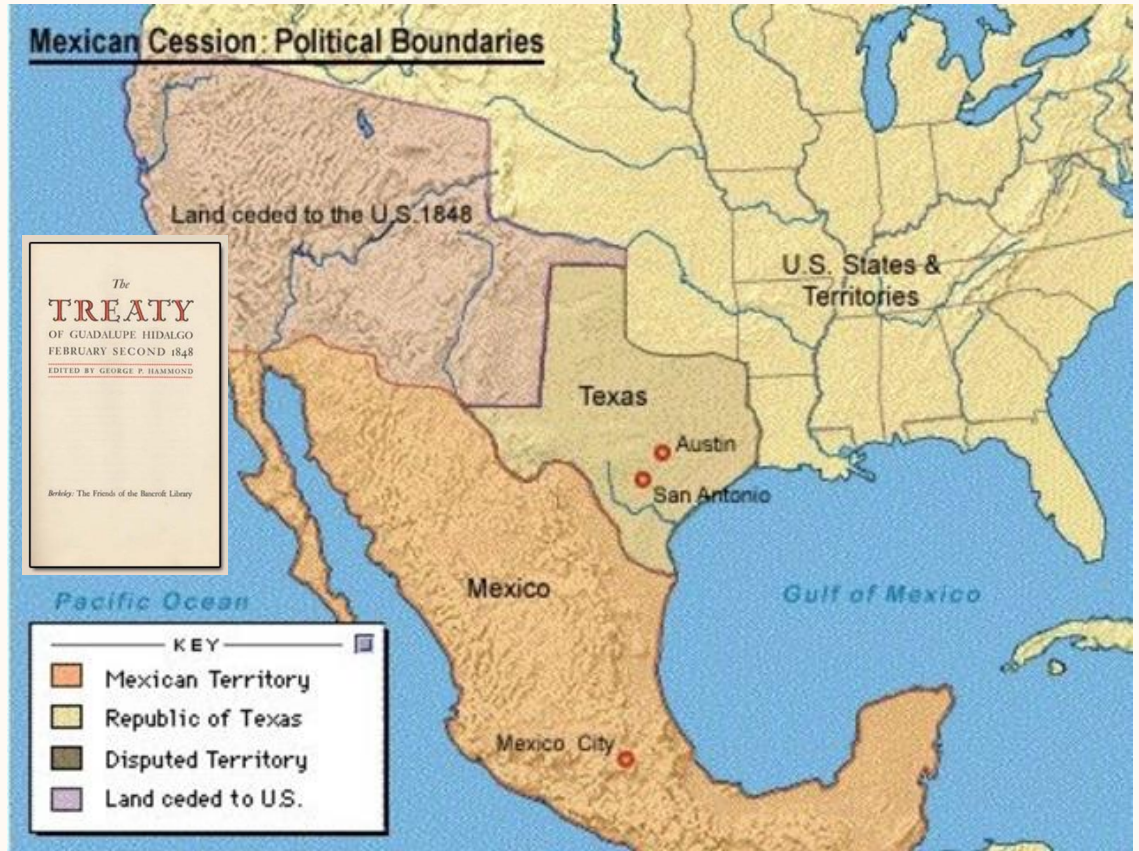 Mexican Cession: Political Boundaries
Land ceded to the U.S.1848
U.S. States &
Territories
The
TREATY
OF GUADALUPE HIDALGO
FEBRUARY SECOND 1848
EDITED BY GEORGE P. HAMMOND
Berkeley: The Friends of the Bancroft Library
Texas
Austin
San Antonio
Mexico
Pacific Ocean
Gulf of Mexico
Mexico City
KEY
Mexican Territory
Republic of Texas
Disputed Territory
Land ceded to U.S.